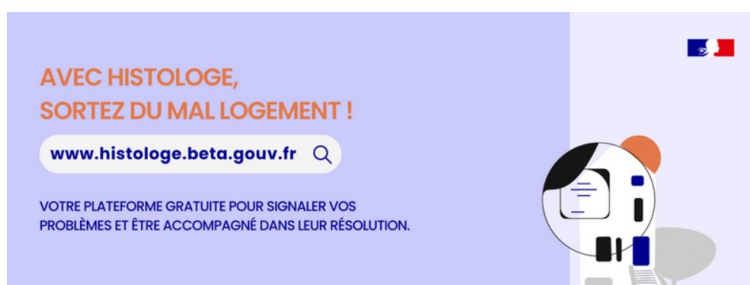 AVEC HISTOLOGE,
SORTEZ DU MAL LOGEMENT !
www.histologe.beta.gouv.fr
VOTRE PLATEFORME GRATUITE POUR SIGNALER VOS
PROBLÈMES ET ÊTRE ACCOMPAGNÉ DANS LEUR RÉSOLUTION.